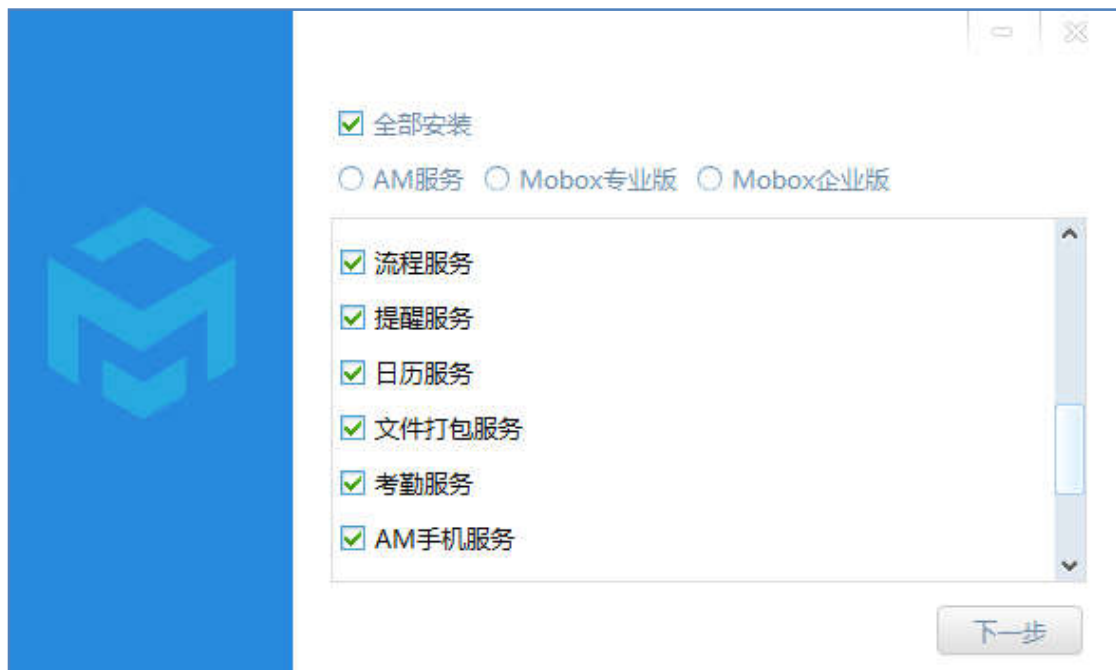 全部安装
AM服务 Mobox专业版 Mobox企业版
流程服务
提醒服务
日历服务
文件打包服务
考勤服务
AM手机服务
下一步